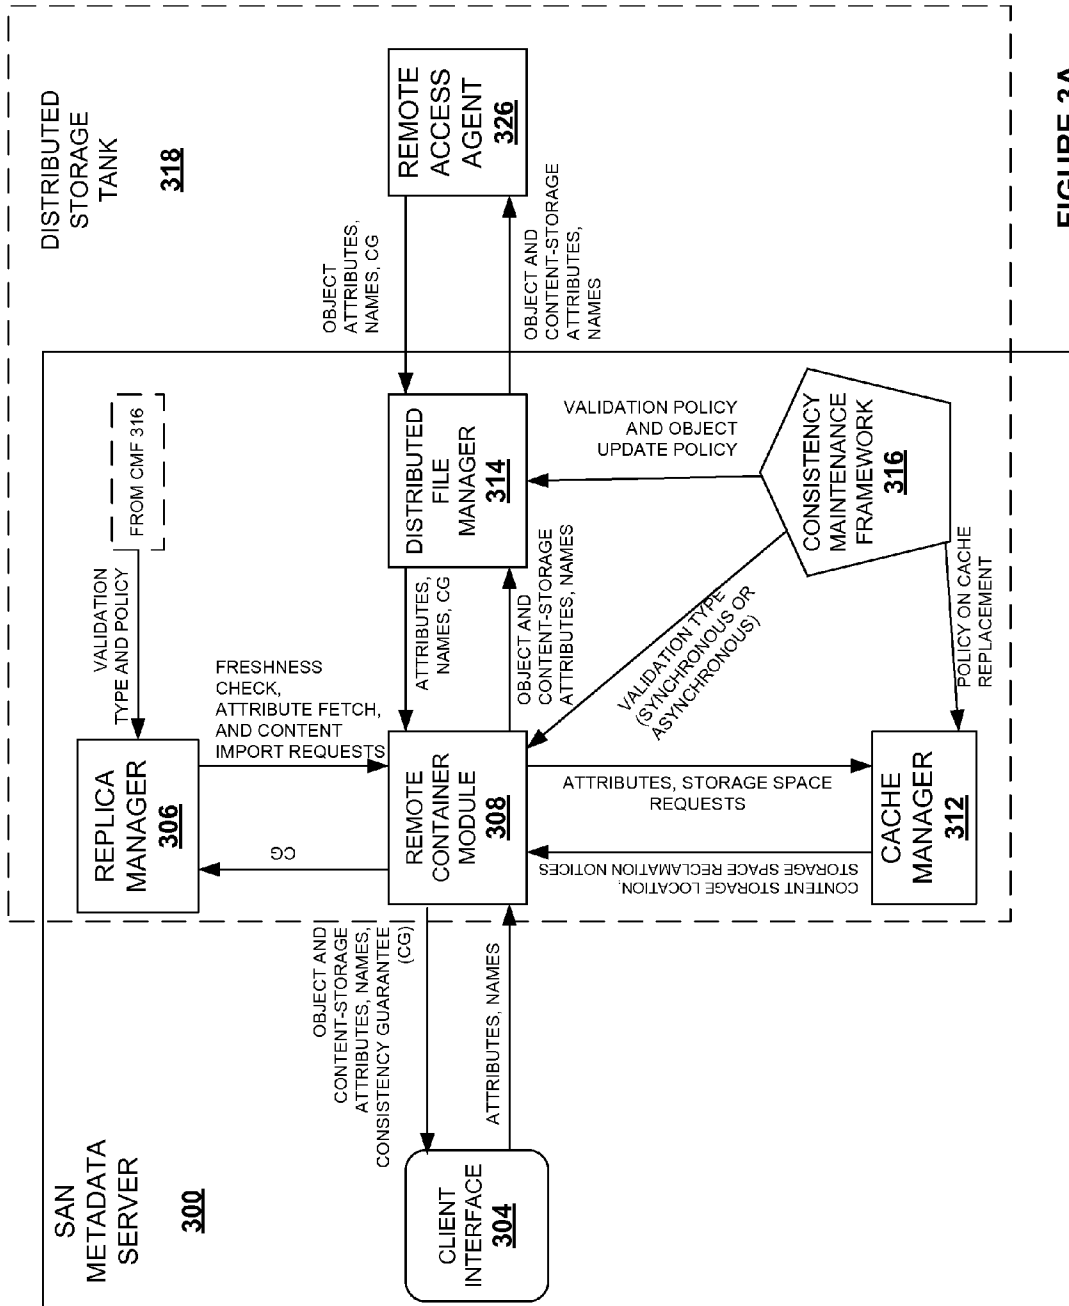 DISTRIBUTED
STORAGE
TANK
318
REMOTE
ACCESS
AGENT
326
OBJECT
ATTRIBUTES,
NAMES, CG
OBJECT AND
CONTENT-STORAGE
ATTRIBUTES,
NAMES
FROM CMF 316
VALIDATION
TYPE AND POLICY
DISTRIBUTED
FILE
MANAGER
314
VALIDATION POLICY
AND OBJECT
UPDATE POLICY
CONSISTENCY
MAINTENANCE
FRAMEWORK
316
ATTRIBUTES,
NAMES, CG
OBJECT AND
CONTENT-STORAGE
ATTRIBUTES, NAMES
VALIDATION TYPE
(SYNCHRONOUS OR
ASYNCHRONOUS)
POLICY ON CACHE
REPLACEMENT
FRESHNESS
CHECK,
ATTRIBUTE FETCH,
AND CONTENT
IMPORT REQUESTS
REPLICA
MANAGER
306
CG
REMOTE
CONTAINER
MODULE
308
ATTRIBUTES, STORAGE SPACE
REQUESTS
CONTENT STORAGE LOCATION,
STORAGE SPACE RECLAMATION NOTICES
CACHE
MANAGER
312
OBJECT AND
CONTENT-STORAGE
ATTRIBUTES, NAMES,
CONSISTENCY GUARANTEE
(CG)
ATTRIBUTES, NAMES
CLIENT
INTERFACE
304
SAN
METADATA
SERVER
300
FIGURE 3A